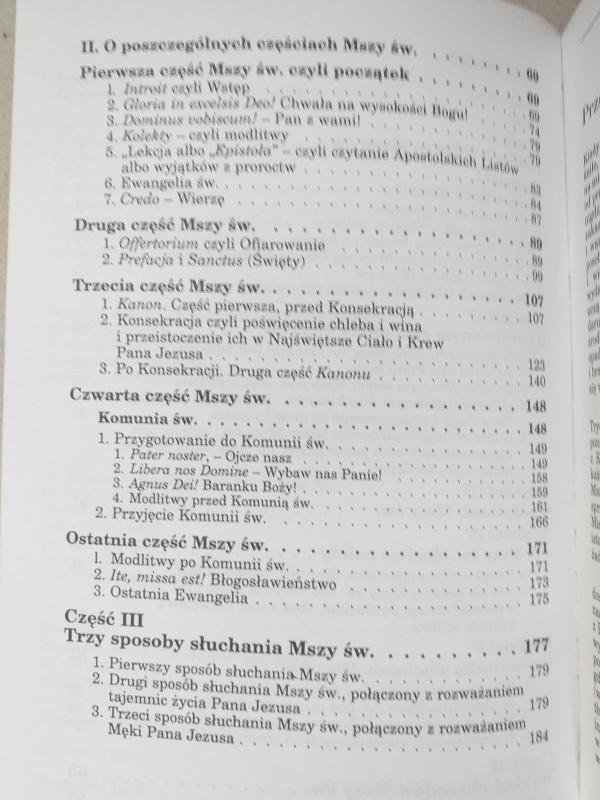 II. O poszczególnych częściach Mszy św. . . . . . . . 69
Pierwsza część Mszy św. czyli początek . . . . . . . 69
1. Introit czyli Wstęp . . . . . . . 69
2. Gloria in excelsis Deo! Chwała na wysokości Bogu! 74
3. Dominus vobiscum! – Pan z wami! . . . . . . . 79
4. Kolekty – czyli modlitwy . . . . . . . 79
5. „Lekcja albo „Epistoła” – czyli czytanie Apostolskich Listów
albo wyjątków z proroctw . . . . . . . 83
6. Ewangelia św. . . . . . . . 84
7. Credo – Wierzę . . . . . . . 87
Druga część Mszy św. . . . . . . . 89
1. Offertorium czyli Ofiarowanie . . . . . . . 89
2. Prefacja i Sanctus (Święty) . . . . . . . 99
Trzecia część Mszy św. . . . . . . . 107
1. Kanon. Część pierwsza, przed Konsekracją . . . . . . . 107
2. Konsekracja czyli poświęcenie chleba i wina
i przeistoczenie ich w Najświętsze Ciało i Krew
Pana Jezusa . . . . . . . 123
3. Po Konsekracji. Druga część Kanonu . . . . . . . 140
Czwarta część Mszy św. . . . . . . . 148
Komunia św. . . . . . . . 148
1. Przygotowanie do Komunii św. . . . . . . . 149
1. Pater noster, – Ojcze nasz . . . . . . . 149
2. Libera nos Domine – Wybaw nas Panie! . . . . . . . 158
3. Agnus Dei! Baranku Boży! . . . . . . . 159
4. Modlitwy przed Komunią św. . . . . . . . 161
2. Przyjęcie Komunii św. . . . . . . . 166
Ostatnia część Mszy św. . . . . . . . 171
1. Modlitwy po Komunii św. . . . . . . . 171
2. Ite, missa est! Błogosławieństwo . . . . . . . 173
3. Ostatnia Ewangelia . . . . . . . 175
Część III
Trzy sposoby słuchania Mszy św. . . . . . . . 177
1. Pierwszy sposób słuchania Mszy św. . . . . . . . 179
2. Drugi sposób słuchania Mszy św., połączony z rozważaniem
tajemnic życia Pana Jezusa . . . . . . . 179
3. Trzeci sposób słuchania Mszy św., połączony z rozważaniem
Męki Pana Jezusa . . . . . . . 184